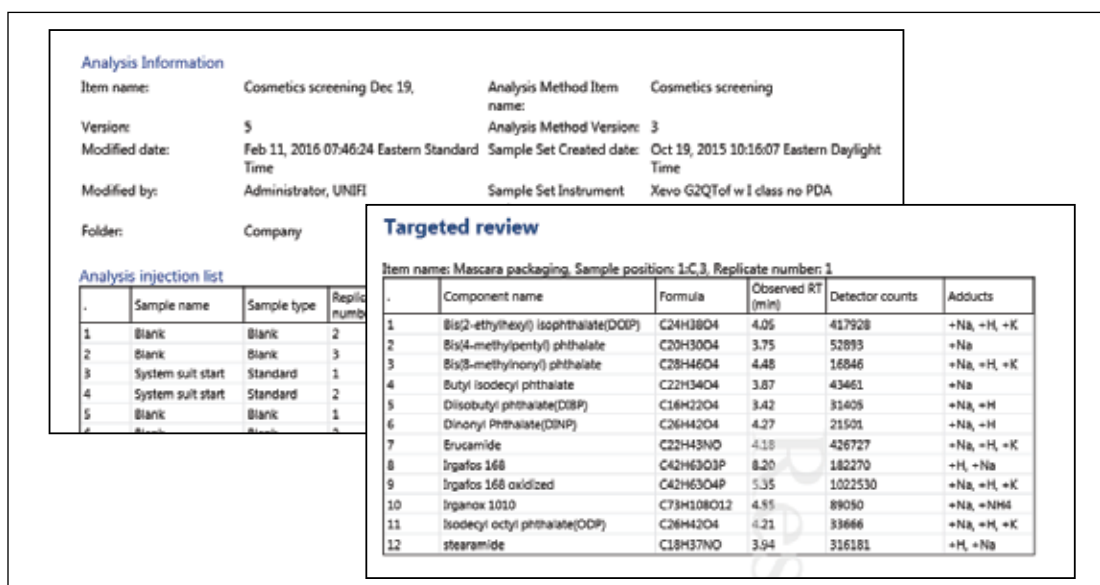 Analysis Information
Item name: Cosmetics screening Dec 19, Analysis Method Item name: Cosmetics screening
Version: 5 Analysis Method Version: 3
Modified date: Feb 11, 2016 07:46:24 Eastern Standard Time Sample Set Created date: Oct 19, 2015 10:16:07 Eastern Daylight Time
Modified by: Administrator, UNIFI Sample Set Instrument Xevo G2QTof w I class no PDA
Folder: Company
Analysis injection list
. Sample name Sample type
1 Blank Blank 2
2 Blank Blank 3
3 System suit start Standard 1
4 System suit start Standard 2
5 Blank Blank 1
Targeted review
Item name: Mascara packaging, Sample position: 1:C,3, Replicate number: 1
. Component name Formula Observed RT (min) Detector counts Adducts
1 Bis(2-ethylhexyl) isophthalate(DOIP) C24H38O4 4.05 417928 +Na, +H, +K
2 Bis(4-methylpentyl) phthalate C20H30O4 3.75 52893 +Na
3 Bis(8-methylnonyl) phthalate C28H46O4 4.48 16846 +Na, +H, +K
4 Butyl isodecyl phthalate C22H34O4 3.87 43461 +Na
5 Diisobutyl phthalate(DIBP) C16H22O4 3.42 31405 +Na, +H
6 Dinonyl Phthalate(DINP) C26H42O4 4.27 21501 +Na, +H
7 Erucamide C22H43NO 4.18 426727 +Na, +H, +K
8 Irgafos 168 C42H63O3P 8.20 182270 +H, +Na
9 Irgafos 168 oxidized C42H63O4P 5.35 1022530 +Na, +H, +K
10 Irganox 1010 C73H108O12 4.55 89050 +Na, +NH4
11 Isodecyl octyl phthalate(ODP) C26H42O4 4.21 33666 +Na, +H, +K
12 stearamide C18H37NO 3.94 316181 +H, +Na